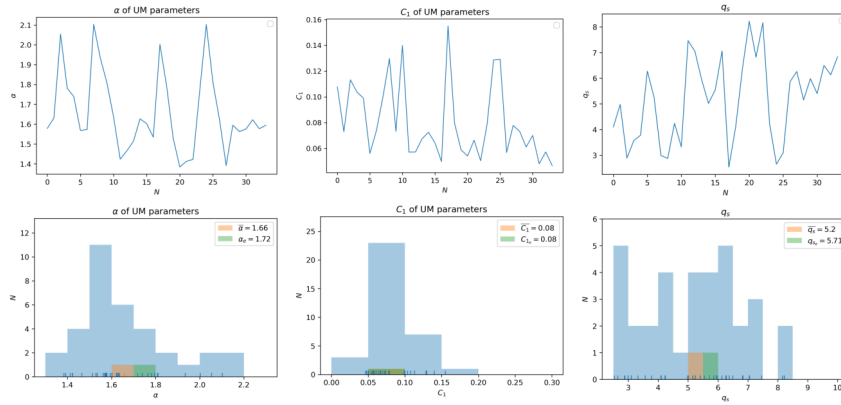 α of UM parameters
2.1
2.0
1.9
1.8
1.7
1.6
1.5
1.4
α
0 5 10 15 20 25 30
N
C₁ of UM parameters
0.16
0.14
0.12
0.10
0.08
0.06
C₁
0 5 10 15 20 25 30
N
qₛ
8
7
6
5
4
3
qₛ
0 5 10 15 20 25 30
N
α of UM parameters
12
10
8
6
4
2
0
N
ᾱ = 1.66
αₑ = 1.72
1.4 1.6 1.8 2.0 2.2
α
C₁ of UM parameters
25
20
15
10
5
0
N
C̅₁ = 0.08
C₁ₑ = 0.08
0.00 0.05 0.10 0.15 0.20 0.25 0.30
C₁
qₛ
6
5
4
3
2
1
0
N
q̅ₛ = 5.2
qₛₑ = 5.71
3 4 5 6 7 8 9 10
qₛ